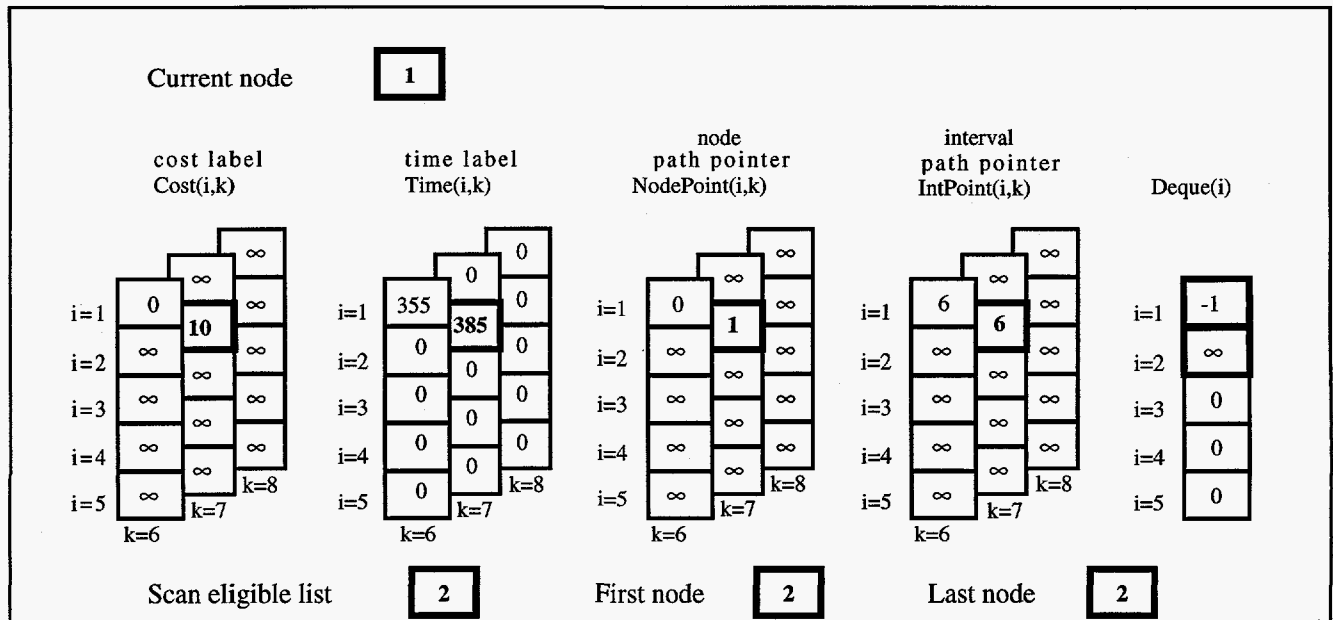 Current node 1
cost label
Cost(i,k)
i=1 0 ∞ ∞
i=2 ∞ 10 ∞
i=3 ∞ ∞ ∞
i=4 ∞ ∞ ∞
i=5 ∞ ∞ ∞
k=6 k=7 k=8
time label
Time(i,k)
i=1 355 0 0
i=2 0 385 0
i=3 0 0 0
i=4 0 0 0
i=5 0 0 0
k=6 k=7 k=8
node
path pointer
NodePoint(i,k)
i=1 0 ∞ ∞
i=2 ∞ 1 ∞
i=3 ∞ ∞ ∞
i=4 ∞ ∞ ∞
i=5 ∞ ∞ ∞
k=6 k=7 k=8
interval
path pointer
IntPoint(i,k)
i=1 6 ∞ ∞
i=2 ∞ 6 ∞
i=3 ∞ ∞ ∞
i=4 ∞ ∞ ∞
i=5 ∞ ∞ ∞
k=6 k=7 k=8
Deque(i)
i=1 -1
i=2 ∞
i=3 0
i=4 0
i=5 0
Scan eligible list 2 First node 2 Last node 2